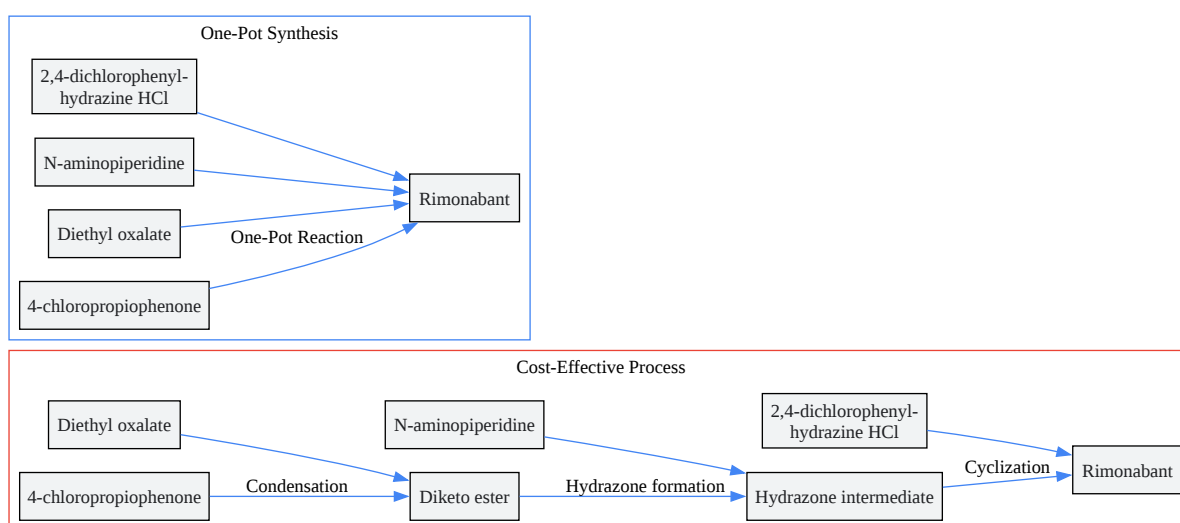 One-Pot Synthesis
2,4-dichlorophenyl-
hydrazine HCl
N-aminopiperidine
Rimonabant
Diethyl oxalate
One-Pot Reaction
4-chloropropiophenone
Cost-Effective Process
Diethyl oxalate
N-aminopiperidine
2,4-dichlorophenyl-
hydrazine HCl
4-chloropropiophenone
Condensation
Diketo ester
Hydrazone formation
Hydrazone intermediate
Cyclization
Rimonabant